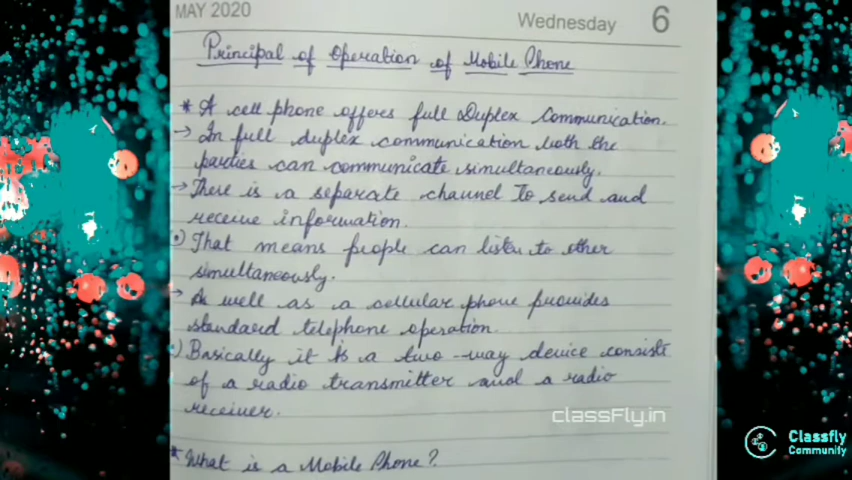 MAY 2020
Wednesday 6
Principal of Operation of Mobile Phone
* A cell phone offers full Duplex Communication.
→ In full duplex communication both the
parties can communicate simultaneously.
→ There is a separate channel To send and
receive information.
•) That means people can listen to other
simultaneously.
→ As well as a cellular phone provides
standard telephone operation.
•) Basically it is a two-way device consists
of a radio transmitter and a radio
receiver.
classFly.in
* What is a Mobile Phone?
Classfly
Community